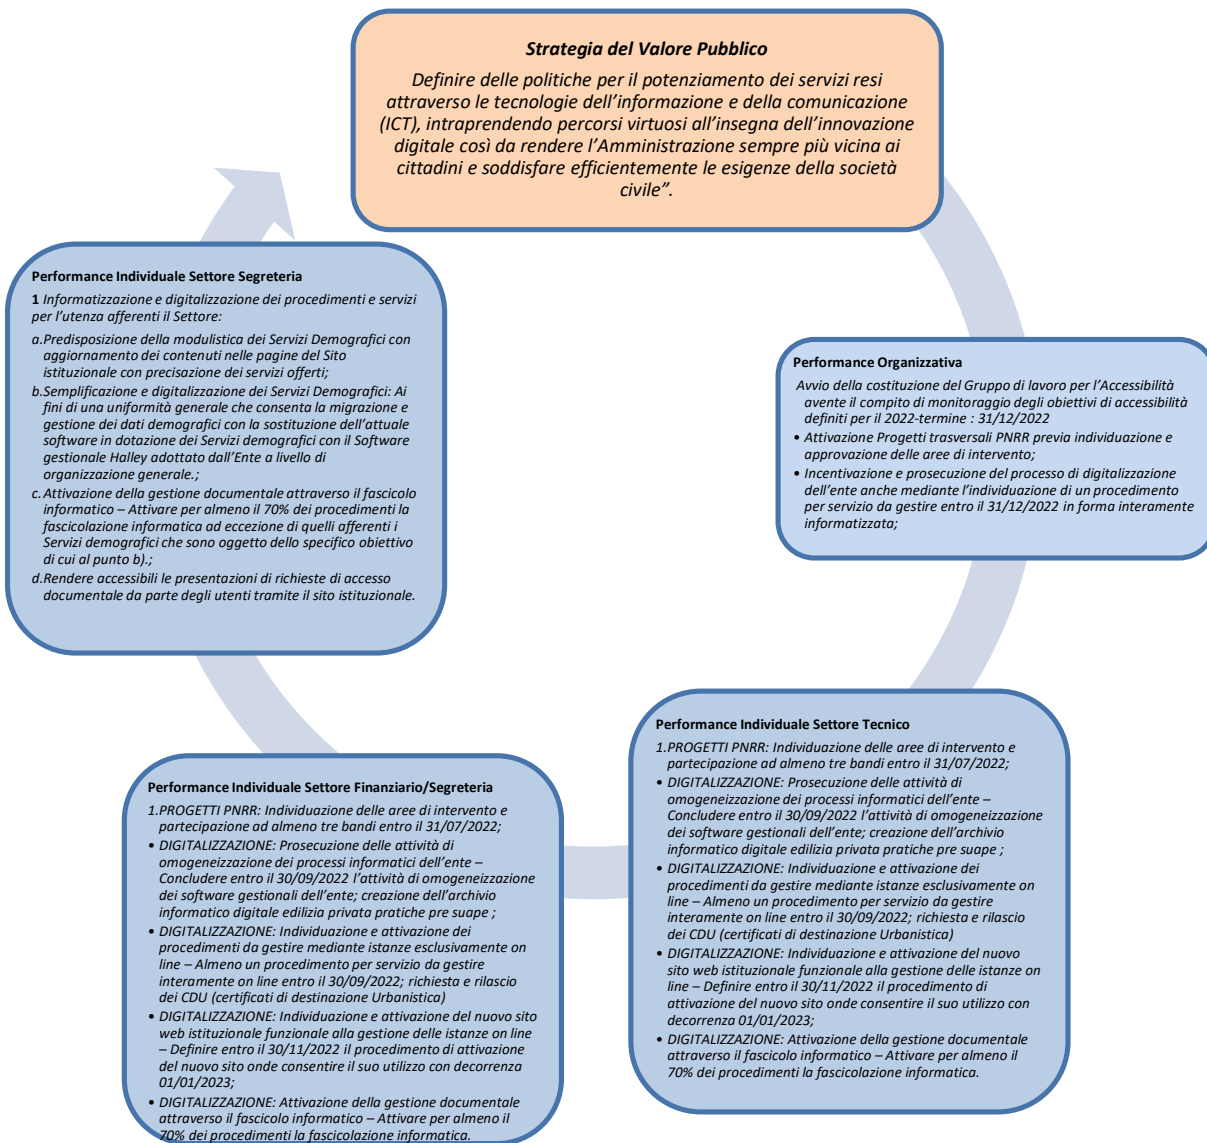 Strategia del Valore Pubblico
Definire delle politiche per il potenziamento dei servizi resi
attraverso le tecnologie dell'informazione e della comunicazione
(ICT), intraprendendo percorsi virtuosi all'insegna dell'innovazione
digitale così da rendere l'Amministrazione sempre più vicina ai
cittadini e soddisfare efficientemente le esigenze della società
civile".
Performance Organizzativa
Avvio della costituzione del Gruppo di lavoro per l'Accessibilità
avente il compito di monitoraggio degli obiettivi di accessibilità
definiti per il 2022-termine : 31/12/2022
• Attivazione Progetti trasversali PNRR previa individuazione e
approvazione delle aree di intervento;
• Incentivazione e prosecuzione del processo di digitalizzazione
dell'ente anche mediante l'individuazione di un procedimento
per servizio da gestire entro il 31/12/2022 in forma interamente
informatizzata;
Performance Individuale Settore Tecnico
1.PROGETTI PNRR: Individuazione delle aree di intervento e
partecipazione ad almeno tre bandi entro il 31/07/2022;
• DIGITALIZZAZIONE: Prosecuzione delle attività di
omogeneizzazione dei processi informatici dell'ente –
Concludere entro il 30/09/2022 l'attività di omogeneizzazione
dei software gestionali dell'ente; creazione dell'archivio
informatico digitale edilizia privata pratiche pre suape ;
• DIGITALIZZAZIONE: Individuazione e attivazione dei
procedimenti da gestire mediante istanze esclusivamente on
line – Almeno un procedimento per servizio da gestire
interamente on line entro il 30/09/2022; richiesta e rilascio
dei CDU (certificati di destinazione Urbanistica)
• DIGITALIZZAZIONE: Individuazione e attivazione del nuovo
sito web istituzionale funzionale alla gestione delle istanze on
line – Definire entro il 30/11/2022 il procedimento di
attivazione del nuovo sito onde consentire il suo utilizzo con
decorrenza 01/01/2023;
• DIGITALIZZAZIONE: Attivazione della gestione documentale
attraverso il fascicolo informatico – Attivare per almeno il
70% dei procedimenti la fascicolazione informatica.
Performance Individuale Settore Finanziario/Segreteria
1.PROGETTI PNRR: Individuazione delle aree di intervento e
partecipazione ad almeno tre bandi entro il 31/07/2022;
• DIGITALIZZAZIONE: Prosecuzione delle attività di
omogeneizzazione dei processi informatici dell'ente –
Concludere entro il 30/09/2022 l'attività di omogeneizzazione
dei software gestionali dell'ente; creazione dell'archivio
informatico digitale edilizia privata pratiche pre suape ;
• DIGITALIZZAZIONE: Individuazione e attivazione dei
procedimenti da gestire mediante istanze esclusivamente on
line – Almeno un procedimento per servizio da gestire
interamente on line entro il 30/09/2022; richiesta e rilascio
dei CDU (certificati di destinazione Urbanistica)
• DIGITALIZZAZIONE: Individuazione e attivazione del nuovo sito
web istituzionale funzionale alla gestione delle istanze on line
– Definire entro il 30/11/2022 il procedimento di attivazione
del nuovo sito onde consentire il suo utilizzo con decorrenza
01/01/2023;
• DIGITALIZZAZIONE: Attivazione della gestione documentale
attraverso il fascicolo informatico – Attivare per almeno il
70% dei procedimenti la fascicolazione informatica.
Performance Individuale Settore Segreteria
1 Informatizzazione e digitalizzazione dei procedimenti e servizi
per l'utenza afferenti il Settore:
a.Predisposizione della modulistica dei Servizi Demografici con
aggiornamento dei contenuti nelle pagine del Sito
istituzionale con precisazione dei servizi offerti;
b.Semplificazione e digitalizzazione dei Servizi Demografici: Ai
fini di una uniformità generale che consenta la migrazione e
gestione dei dati demografici con la sostituzione dell'attuale
software in dotazione dei Servizi demografici con il Software
gestionale Halley adottato dall'Ente a livello di
organizzazione generale.;
c.Attivazione della gestione documentale attraverso il fascicolo
informatico – Attivare per almeno il 70% dei procedimenti la
fascicolazione informatica ad eccezione di quelli afferenti i
Servizi demografici che sono oggetto dello specifico obiettivo
di cui al punto b).;
d.Rendere accessibili le presentazioni di richieste di accesso
documentale da parte degli utenti tramite il sito istituzionale.